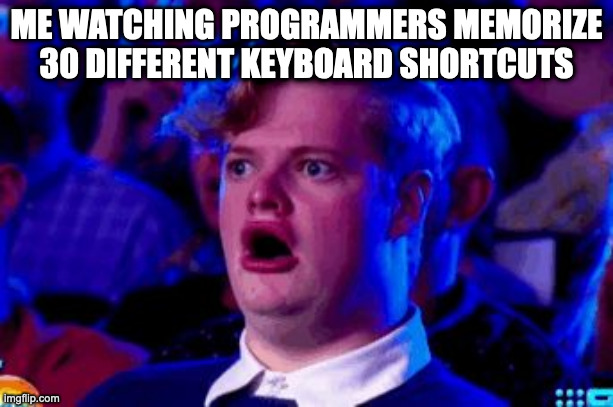 ME WATCHING PROGRAMMERS MEMORIZE
30 DIFFERENT KEYBOARD SHORTCUTS
imgflip.com